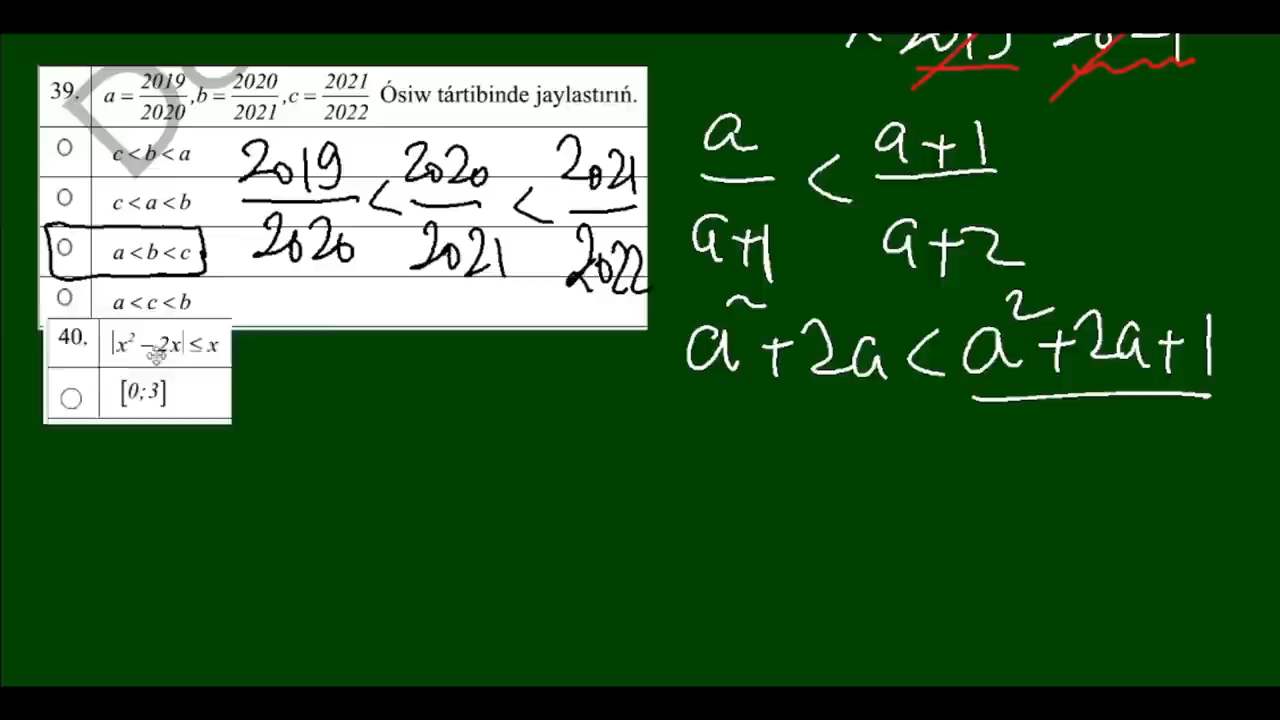 39. a = 2019/2020, b = 2020/2021, c = 2021/2022 Ósiw tártibinde jaylastırıń.
c < b < a
c < a < b
a < b < c
a < c < b
2019/2020 < 2020/2021 < 2021/2022
40. |x² − 2x| ≤ x
[0; 3]
a/(a+1) < (a+1)/(a+2)
a² + 2a < a² + 2a + 1